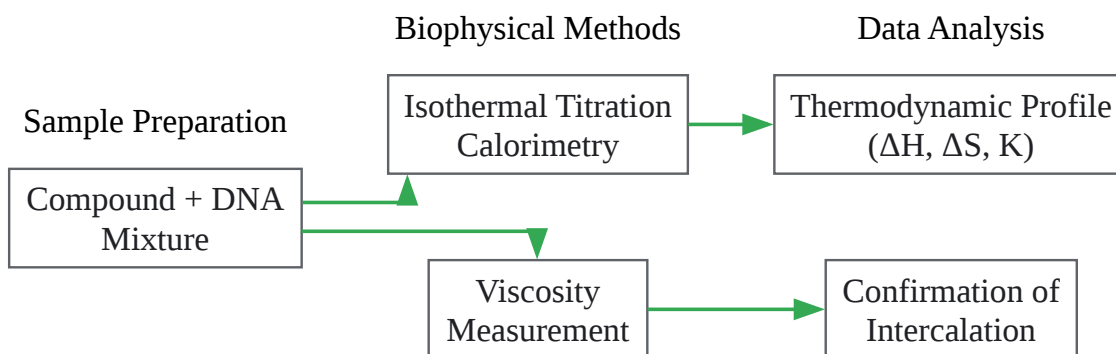 Biophysical Methods
Data Analysis
Sample Preparation
Isothermal Titration
Calorimetry
Thermodynamic Profile
(ΔH, ΔS, K)
Compound + DNA
Mixture
Viscosity
Measurement
Confirmation of
Intercalation